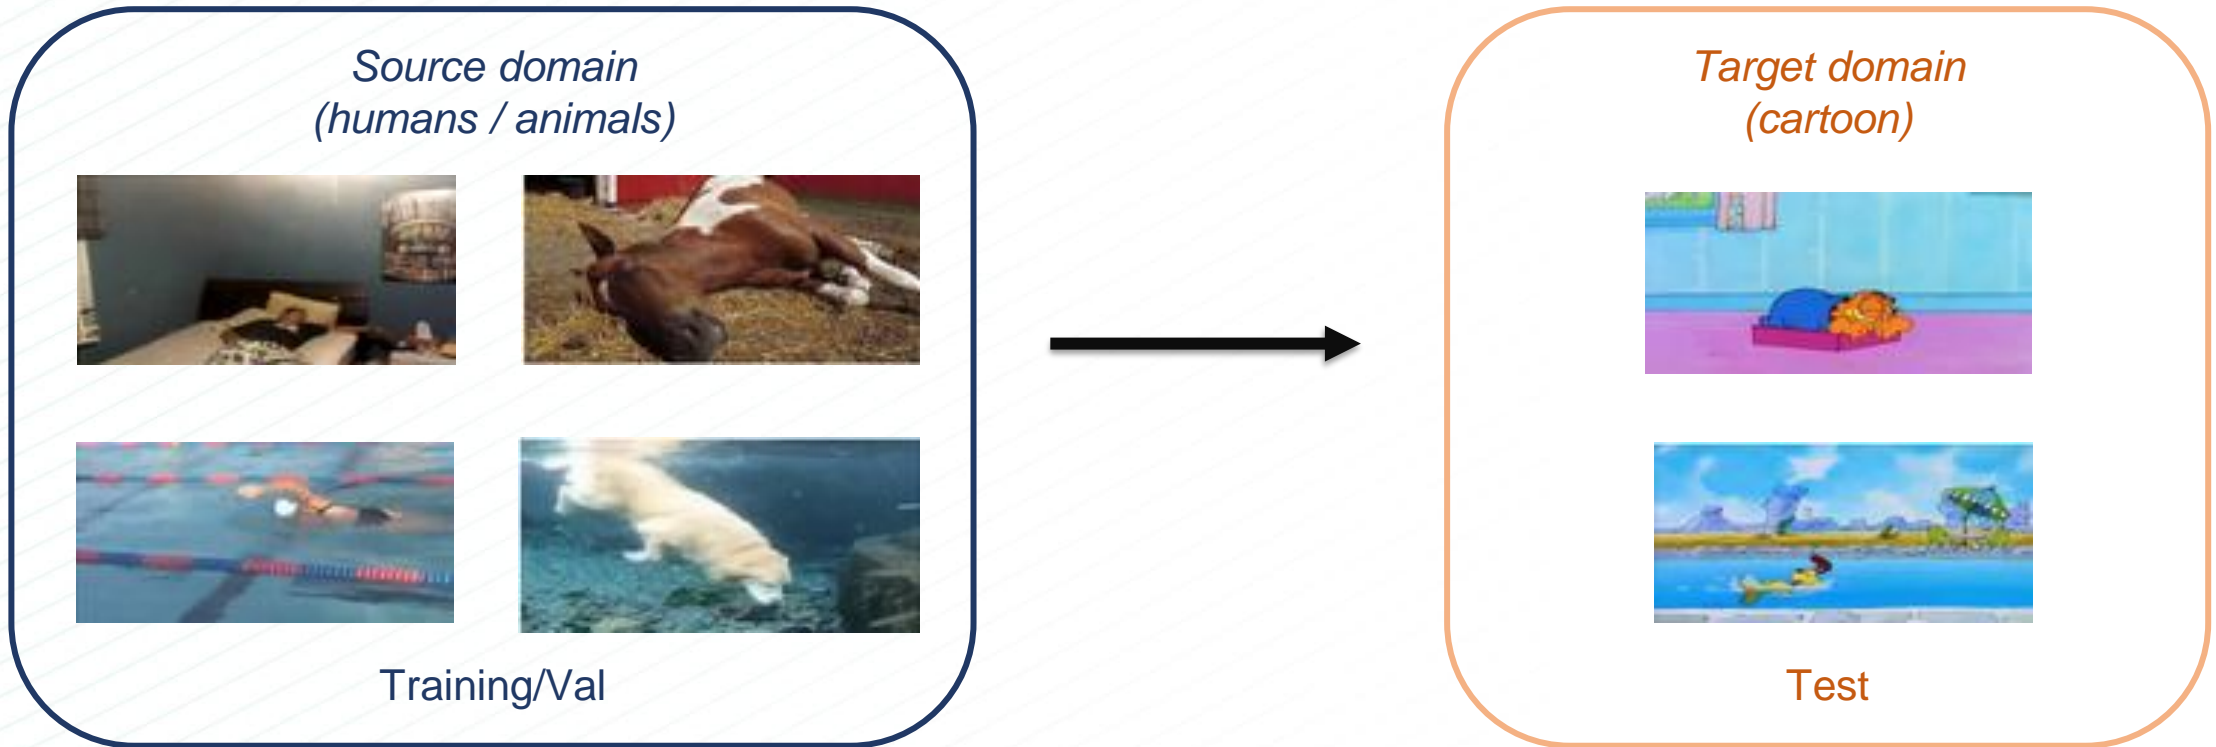 Source domain
(humans / animals)
Training/Val
Target domain
(cartoon)
Test